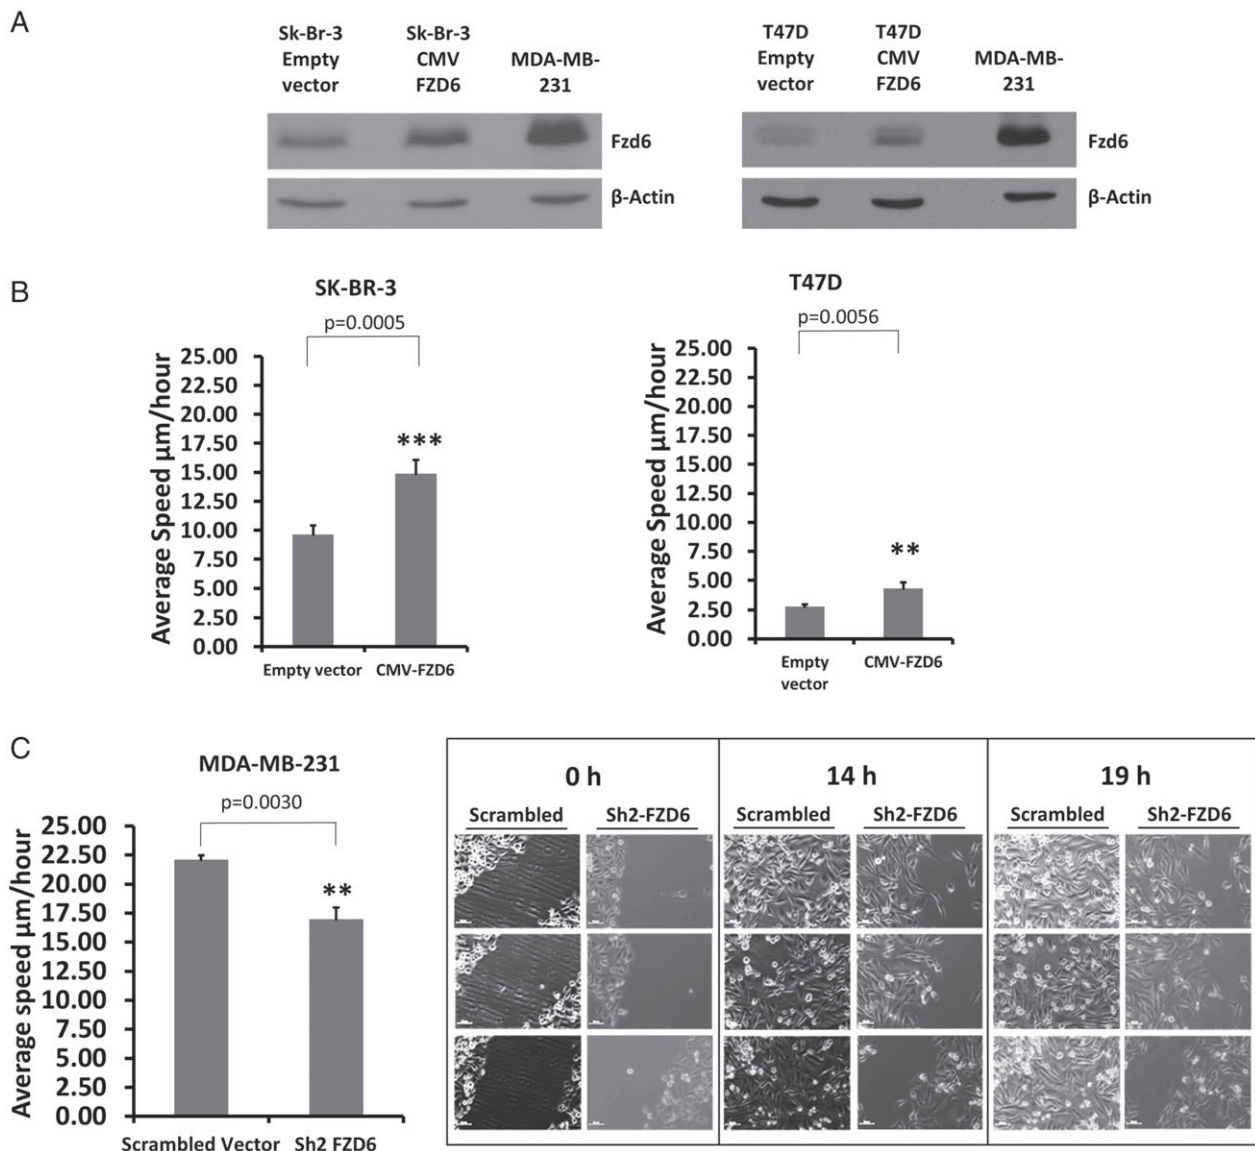 A
Sk-Br-3
Empty
vector
Sk-Br-3
CMV
FZD6
MDA-MB-
231
Fzd6
β-Actin
T47D
Empty
vector
T47D
CMV
FZD6
MDA-MB-
231
Fzd6
β-Actin
B
SK-BR-3
p=0.0005
Average Speed µm/hour
25.00
22.50
20.00
17.50
15.00
12.50
10.00
7.50
5.00
2.50
0.00
***
Empty vector
CMV-FZD6
T47D
p=0.0056
Average Speed µm/hour
25.00
22.50
20.00
17.50
15.00
12.50
10.00
7.50
5.00
2.50
0.00
**
Empty
vector
CMV-FZD6
C
MDA-MB-231
p=0.0030
Average speed µm/hour
25.00
22.50
20.00
17.50
15.00
12.50
10.00
7.50
5.00
2.50
0.00
**
Scrambled Vector
Sh2 FZD6
0 h
Scrambled
Sh2-FZD6
14 h
Scrambled
Sh2-FZD6
19 h
Scrambled
Sh2-FZD6